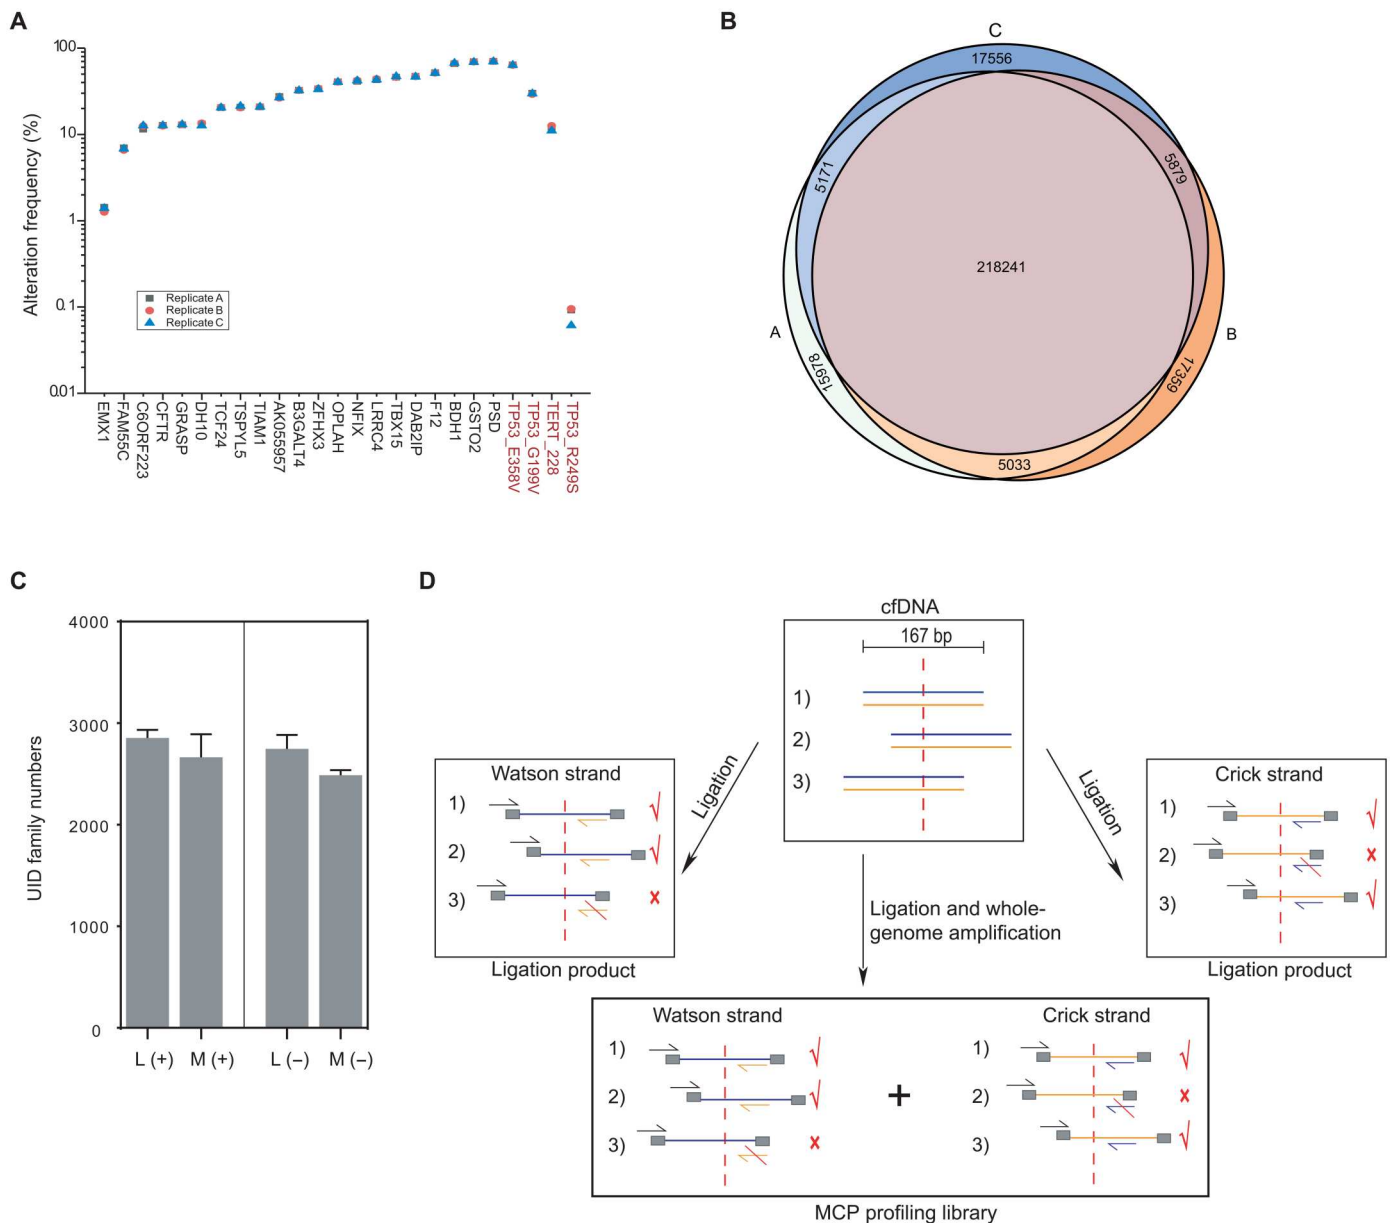 A
Alteration frequency (%)
100
10
1
0.1
0.01
Replicate A
Replicate B
Replicate C
EMX1
FAM55C
C6ORF223
CFTR
GRASP
DH10
TCF24
TSPYL5
TIAM1
AK055957
B3GALT4
ZFHX3
OPLAH
NFIX
LRRC4
TBX15
DAB2IP
F12
BDH1
GSTO2
PSD
TP53_E358V
TP53_G199V
TERT_228
TP53_R249S
B
C
17556
5171
5879
218241
A
B
15978
17359
5033
C
UID family numbers
4000
3000
2000
1000
0
L (+)
M (+)
L (–)
M (–)
D
cfDNA
167 bp
1)
2)
3)
Ligation
Ligation
Ligation and whole-
genome amplification
Watson strand
1)
2)
3)
Ligation product
Crick strand
1)
2)
3)
Ligation product
Watson strand
1)
2)
3)
+
Crick strand
1)
2)
3)
MCP profiling library